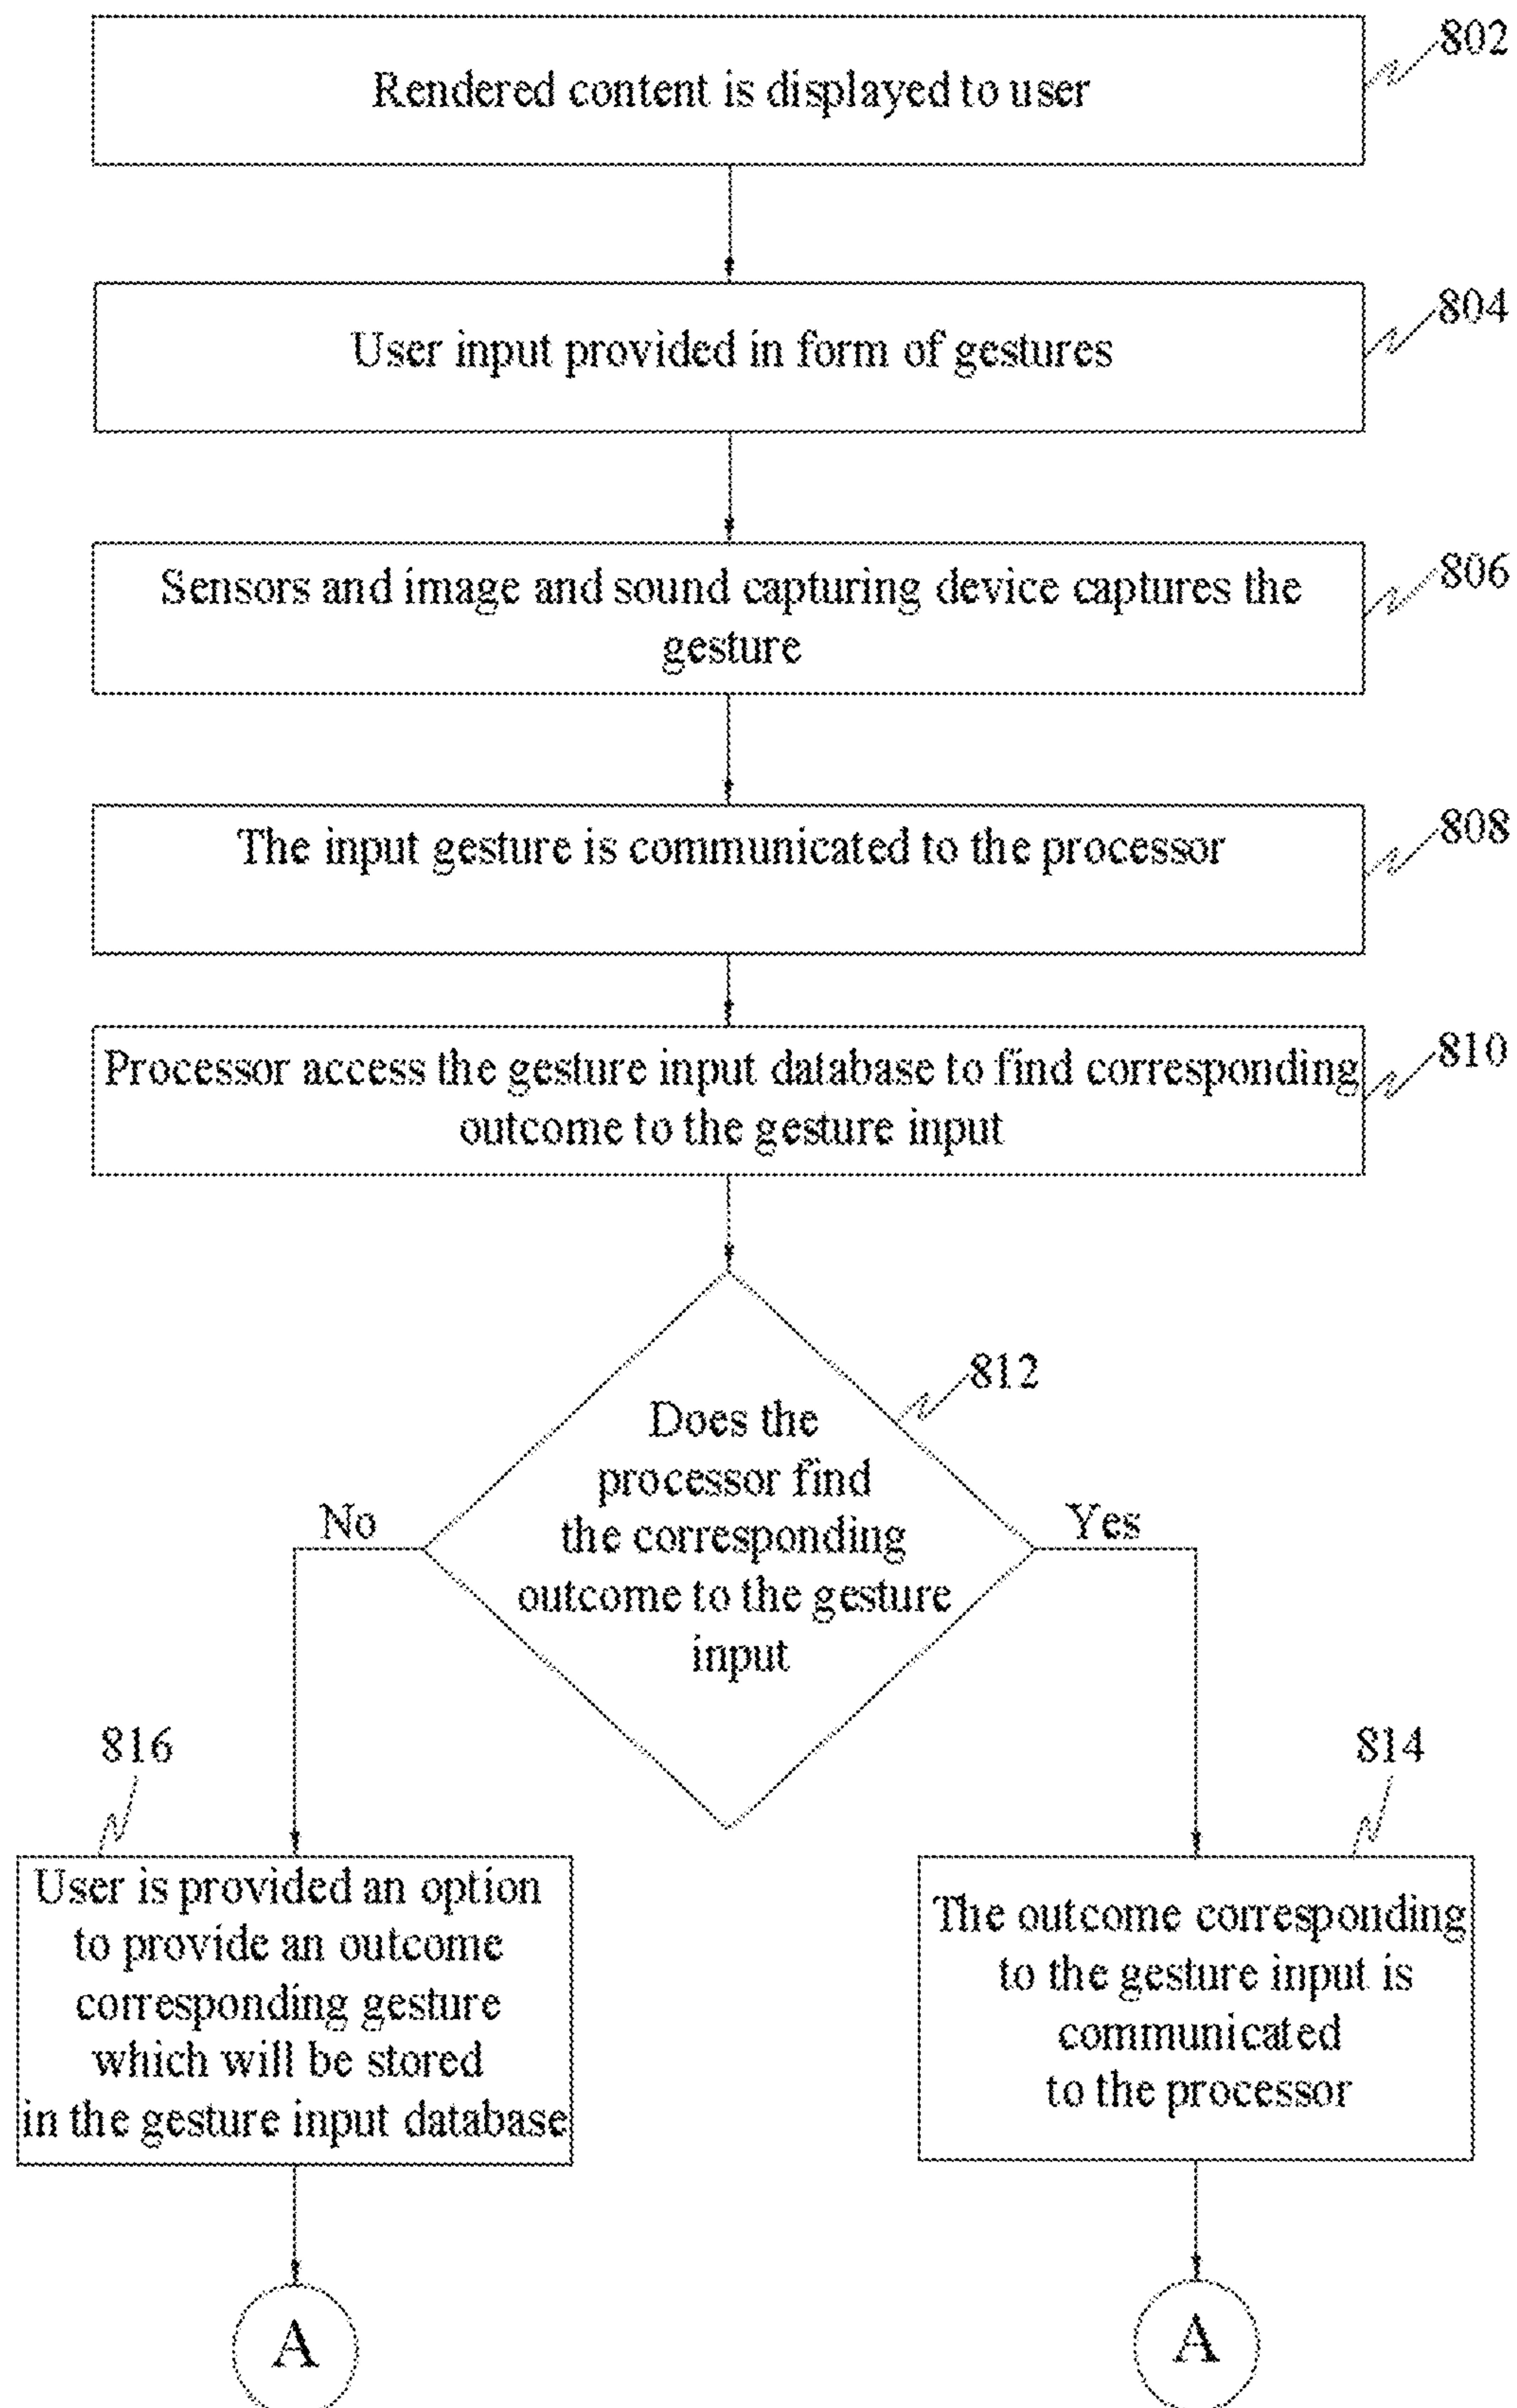 802
Rendered content is displayed to user
804
User input provided in form of gestures
806
Sensors and image and sound capturing device captures the
gesture
808
The input gesture is communicated to the processor
810
Processor access the gesture input database to find corresponding
outcome to the gesture input
812
Does the
processor find
the corresponding
outcome to the gesture
input
No
Yes
816
User is provided an option
to provide an outcome
corresponding gesture
which will be stored
in the gesture input database
814
The outcome corresponding
to the gesture input is
communicated
to the processor
A
A